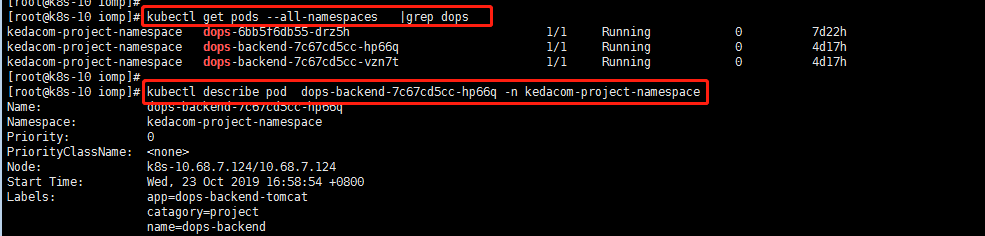 [root@k8s-10 iomp]#
[root@k8s-10 iomp]# kubectl get pods --all-namespaces |grep dops
kedacom-project-namespace dops-6bb5f6db55-drz5h 1/1 Running 0 7d22h
kedacom-project-namespace dops-backend-7c67cd5cc-hp66q 1/1 Running 0 4d17h
kedacom-project-namespace dops-backend-7c67cd5cc-vzn7t 1/1 Running 0 4d17h
[root@k8s-10 iomp]#
[root@k8s-10 iomp]# kubectl describe pod dops-backend-7c67cd5cc-hp66q -n kedacom-project-namespace
Name: dops-backend-7c67cd5cc-hp66q
Namespace: kedacom-project-namespace
Priority: 0
PriorityClassName: <none>
Node: k8s-10.68.7.124/10.68.7.124
Start Time: Wed, 23 Oct 2019 16:58:54 +0800
Labels: app=dops-backend-tomcat
catagory=project
name=dops-backend